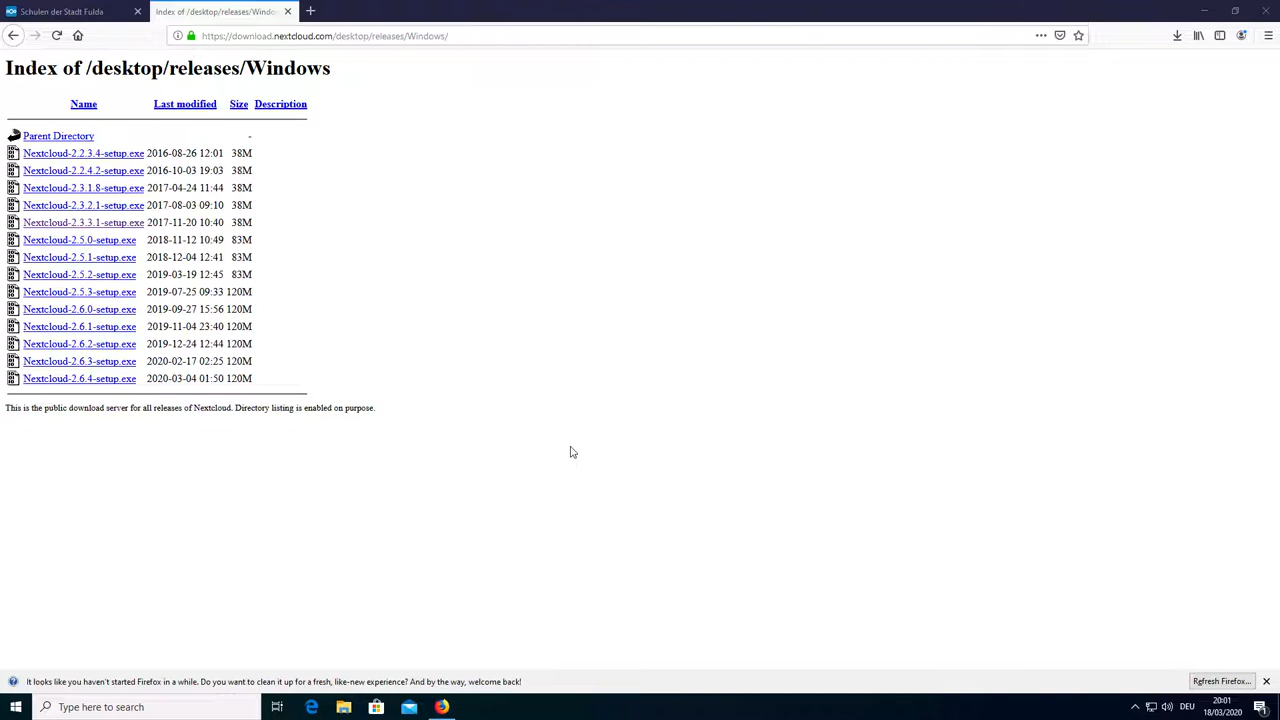 Schulen der Stadt Fulda
Index of /desktop/releases/Windo
https://download.nextcloud.com/desktop/releases/Windows/
Index of /desktop/releases/Windows
Name Last modified Size Description
Parent Directory -
Nextcloud-2.2.3.4-setup.exe 2016-08-26 12:01 38M
Nextcloud-2.2.4.2-setup.exe 2016-10-03 19:03 38M
Nextcloud-2.3.1.8-setup.exe 2017-04-24 11:44 38M
Nextcloud-2.3.2.1-setup.exe 2017-08-03 09:10 38M
Nextcloud-2.3.3.1-setup.exe 2017-11-20 10:40 38M
Nextcloud-2.5.0-setup.exe 2018-11-12 10:49 83M
Nextcloud-2.5.1-setup.exe 2018-12-04 12:41 83M
Nextcloud-2.5.2-setup.exe 2019-03-19 12:45 83M
Nextcloud-2.5.3-setup.exe 2019-07-25 09:33 120M
Nextcloud-2.6.0-setup.exe 2019-09-27 15:56 120M
Nextcloud-2.6.1-setup.exe 2019-11-04 23:40 120M
Nextcloud-2.6.2-setup.exe 2019-12-24 12:44 120M
Nextcloud-2.6.3-setup.exe 2020-02-17 02:25 120M
Nextcloud-2.6.4-setup.exe 2020-03-04 01:50 120M
This is the public download server for all releases of Nextcloud. Directory listing is enabled on purpose.
It looks like you haven't started Firefox in a while. Do you want to clean it up for a fresh, like-new experience? And by the way, welcome back! Refresh Firefox...
Type here to search
DEU
20:01
18/03/2020
1